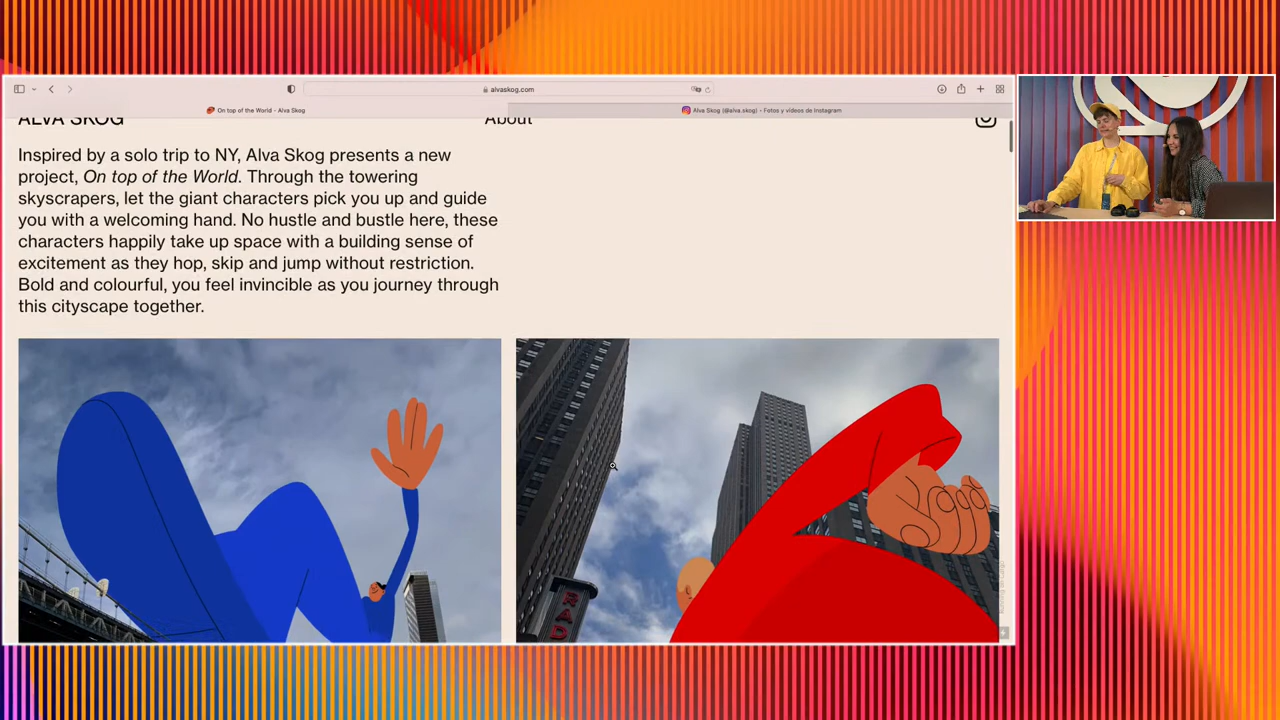 alvaskog.com
On top of the World - Alva Skog
Alva Skog (@alva.skog) - Fotos y vídeos de Instagram
ALVA SKOG
About
Inspired by a solo trip to NY, Alva Skog presents a new
project, On top of the World. Through the towering
skyscrapers, let the giant characters pick you up and guide
you with a welcoming hand. No hustle and bustle here, these
characters happily take up space with a building sense of
excitement as they hop, skip and jump without restriction.
Bold and colourful, you feel invincible as you journey through
this cityscape together.
RAD